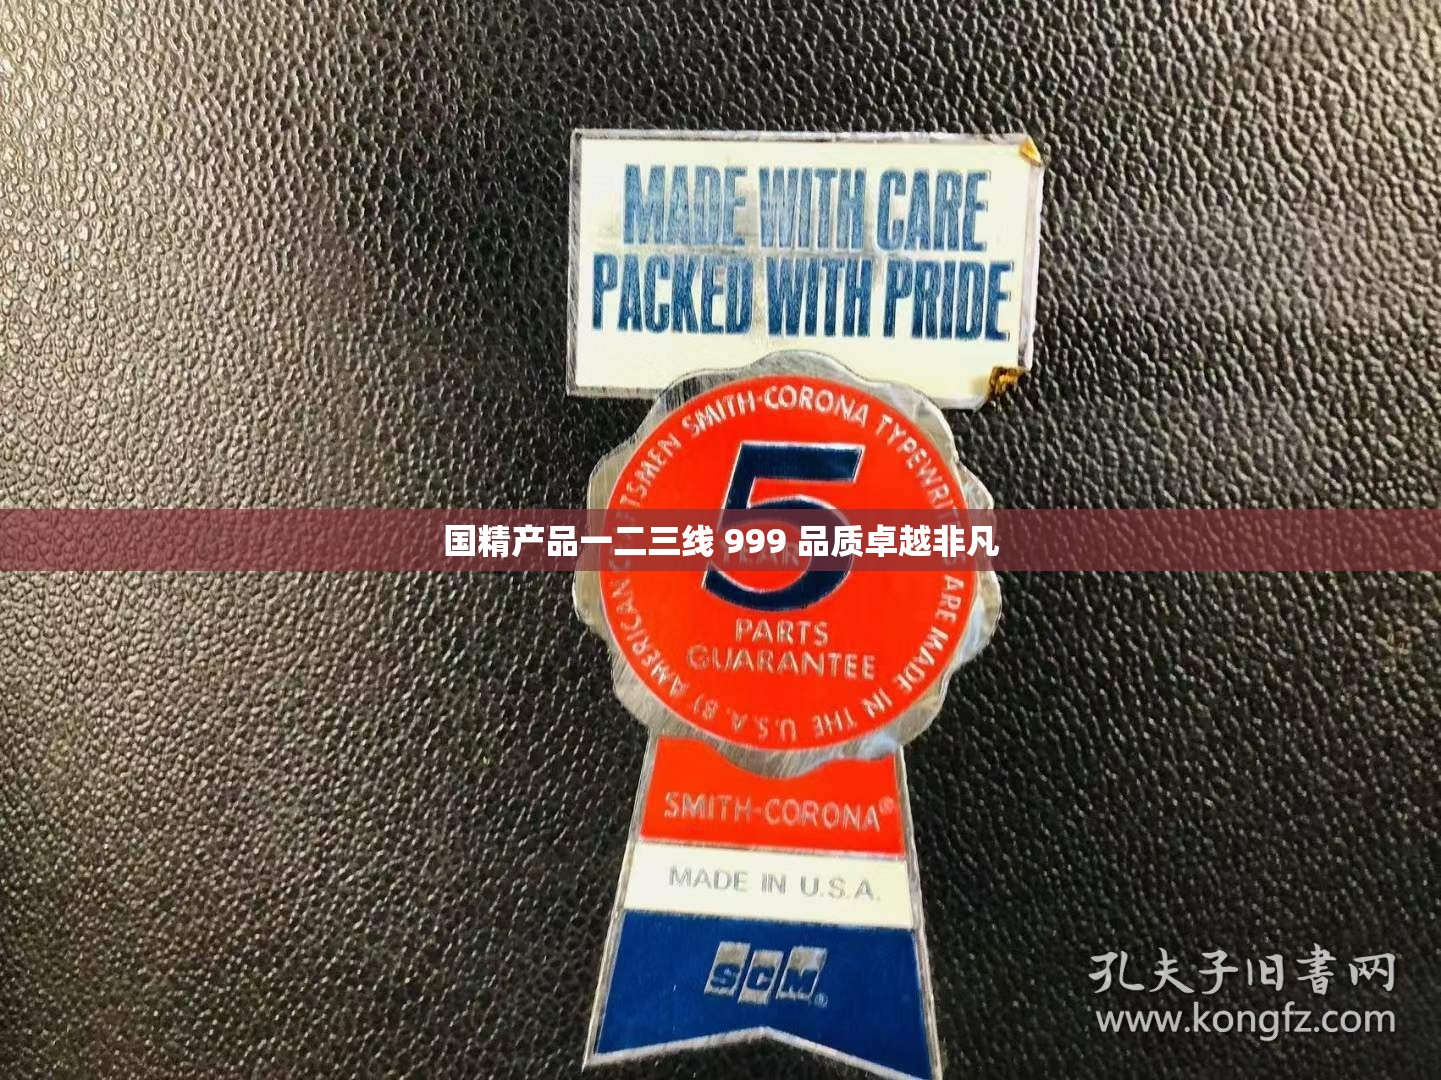 MADE WITH CARE
PACKED WITH PRIDE
SMITH-CORONA TYPEWRITERS ARE MADE IN THE U.S.A. BY AMERICAN
5
国精产品一二三线 999 品质卓越非凡
YEAR
PARTS
GUARANTEE
SMITH-CORONA®
MADE IN U.S.A.
SCM®
孔夫子旧书网
www.kongfz.com